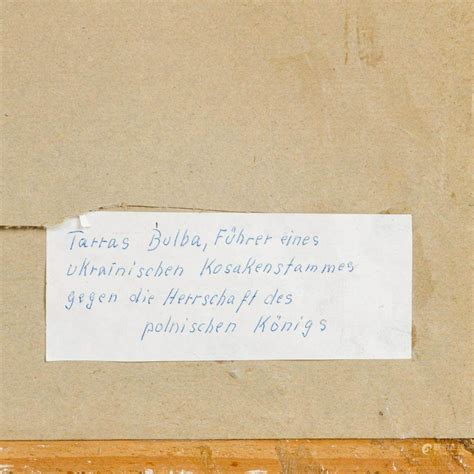 Tarras Bulba, Führer eines
ukrainischen Kosakenstammes
gegen die Herrschaft des
polnischen Königs